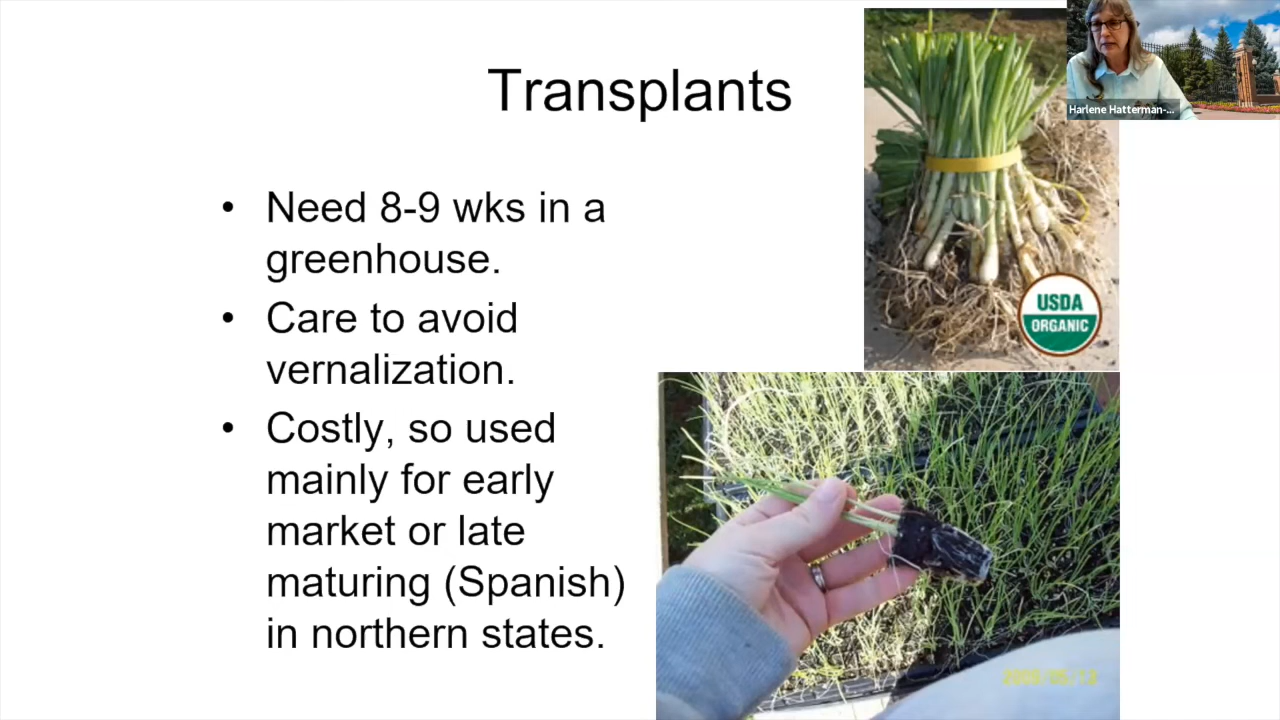 Transplants
Harlene Hatterman-...
• Need 8-9 wks in a
greenhouse.
• Care to avoid
vernalization.
• Costly, so used
mainly for early
market or late
maturing (Spanish)
in northern states.
USDA
ORGANIC